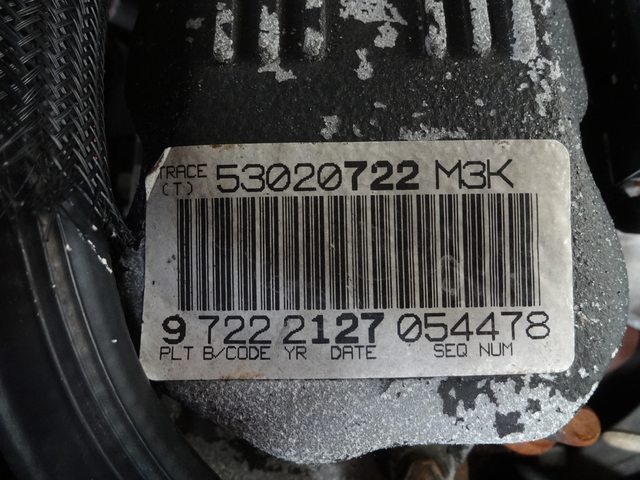 TRACE 53020722 M3K
(T)
9 722 2127 054478
PLT B/CODE YR DATE SEQ NUM